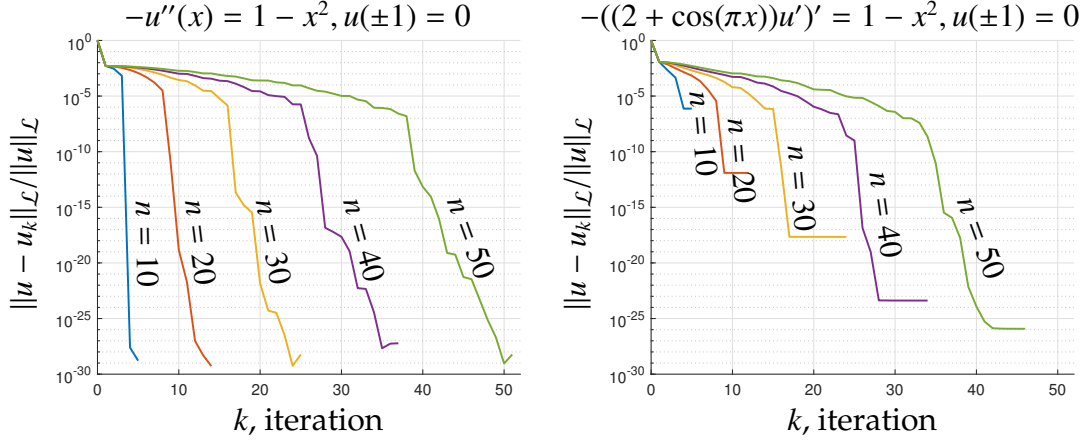 −u′′(x) = 1 − x², u(±1) = 0
‖u − u_k‖_ℒ/‖u‖_ℒ
10⁰
10⁻⁵
10⁻¹⁰
10⁻¹⁵
10⁻²⁰
10⁻²⁵
10⁻³⁰
n = 10
n = 20
n = 30
n = 40
n = 50
0 10 20 30 40 50
k, iteration
−((2 + cos(πx))u′)′ = 1 − x², u(±1) = 0
‖u − u_k‖_ℒ/‖u‖_ℒ
10⁰
10⁻⁵
10⁻¹⁰
10⁻¹⁵
10⁻²⁰
10⁻²⁵
10⁻³⁰
n = 10
n = 20
n = 30
n = 40
n = 50
0 10 20 30 40 50
k, iteration